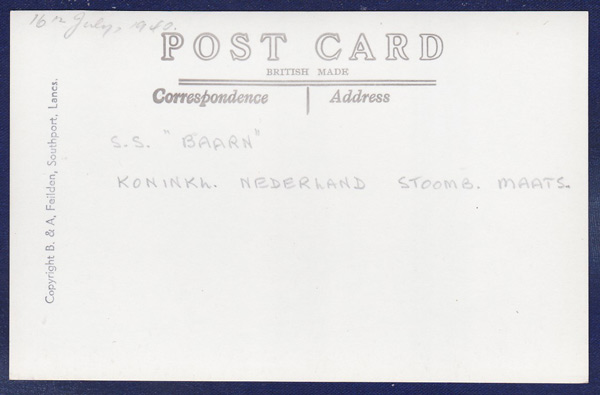 16th July, 1940.
POST CARD
BRITISH MADE
Correspondence Address
S.S. "BAARN"
KONINKL. NEDERLAND STOOMB. MAATS.
Copyright B. & A. Feilden, Southport, Lancs.